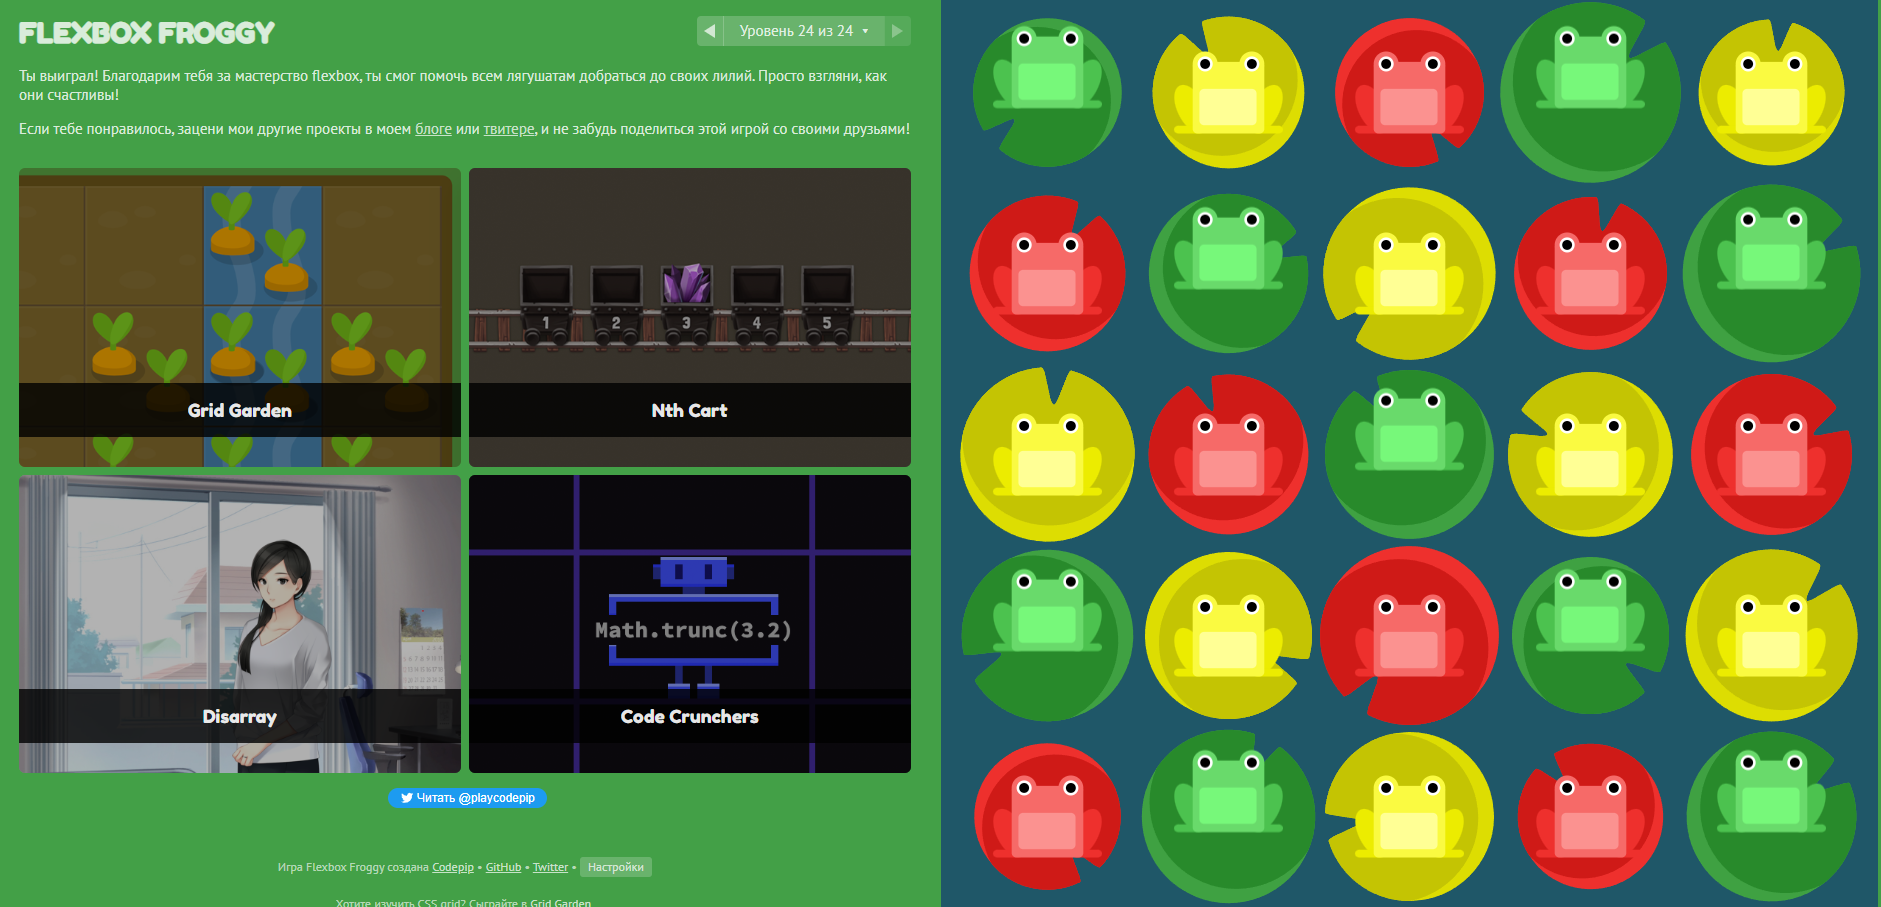 FLEXBOX FROGGY
Уровень 24 из 24
Ты выиграл! Благодарим тебя за мастерство flexbox, ты смог помочь всем лягушатам добраться до своих лилий. Просто взгляни, как
они счастливы!
Если тебе понравилось, зацени мои другие проекты в моем блоге или твитере, и не забудь поделиться этой игрой со своими друзьями!
1 2 3 4 5
Grid Garden
Nth Cart
Math.trunc(3.2)
Disarray
Code Crunchers
Читать @playcodepip
Игра Flexbox Froggy создана Codepip • GitHub • Twitter • Настройки
Хотите изучить CSS grid? Сыграйте в Grid Garden